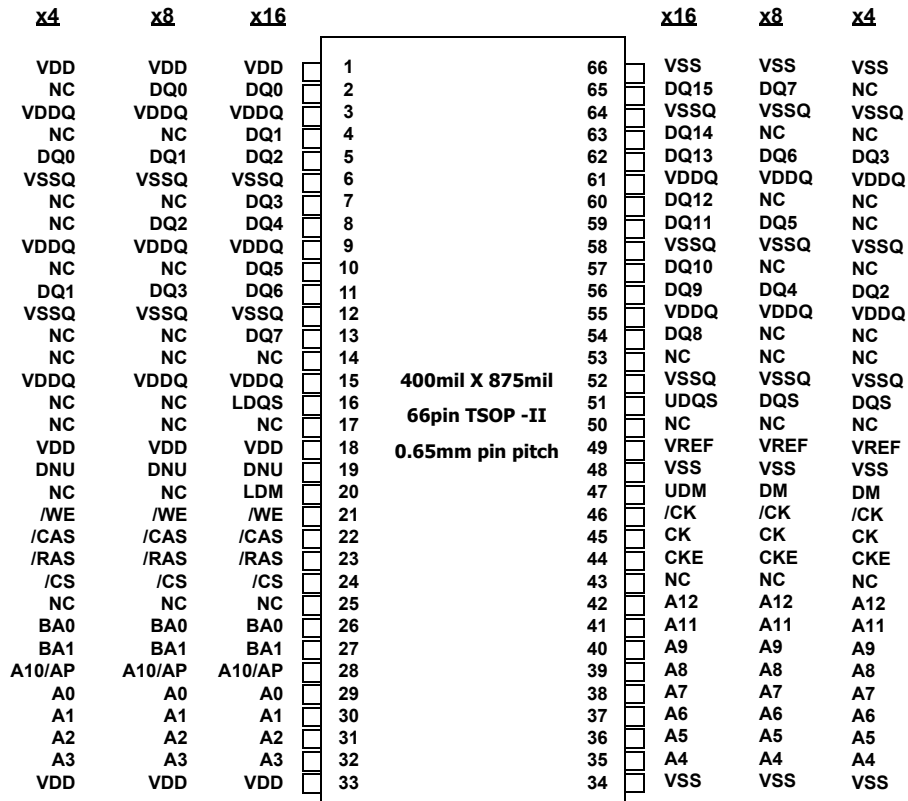 x4 x8 x16 x16 x8 x4
VDD VDD VDD 1 66 VSS VSS VSS
NC DQ0 DQ0 2 65 DQ15 DQ7 NC
VDDQ VDDQ VDDQ 3 64 VSSQ VSSQ VSSQ
NC NC DQ1 4 63 DQ14 NC NC
DQ0 DQ1 DQ2 5 62 DQ13 DQ6 DQ3
VSSQ VSSQ VSSQ 6 61 VDDQ VDDQ VDDQ
NC NC DQ3 7 60 DQ12 NC NC
NC DQ2 DQ4 8 59 DQ11 DQ5 NC
VDDQ VDDQ VDDQ 9 58 VSSQ VSSQ VSSQ
NC NC DQ5 10 57 DQ10 NC NC
DQ1 DQ3 DQ6 11 56 DQ9 DQ4 DQ2
VSSQ VSSQ VSSQ 12 55 VDDQ VDDQ VDDQ
NC NC DQ7 13 54 DQ8 NC NC
NC NC NC 14 53 NC NC NC
VDDQ VDDQ VDDQ 15 400mil X 875mil 52 VSSQ VSSQ VSSQ
NC NC LDQS 16 66pin TSOP -II 51 UDQS DQS DQS
NC NC NC 17 50 NC NC NC
VDD VDD VDD 18 0.65mm pin pitch 49 VREF VREF VREF
DNU DNU DNU 19 48 VSS VSS VSS
NC NC LDM 20 47 UDM DM DM
/WE /WE /WE 21 46 /CK /CK /CK
/CAS /CAS /CAS 22 45 CK CK CK
/RAS /RAS /RAS 23 44 CKE CKE CKE
/CS /CS /CS 24 43 NC NC NC
NC NC NC 25 42 A12 A12 A12
BA0 BA0 BA0 26 41 A11 A11 A11
BA1 BA1 BA1 27 40 A9 A9 A9
A10/AP A10/AP A10/AP 28 39 A8 A8 A8
A0 A0 A0 29 38 A7 A7 A7
A1 A1 A1 30 37 A6 A6 A6
A2 A2 A2 31 36 A5 A5 A5
A3 A3 A3 32 35 A4 A4 A4
VDD VDD VDD 33 34 VSS VSS VSS